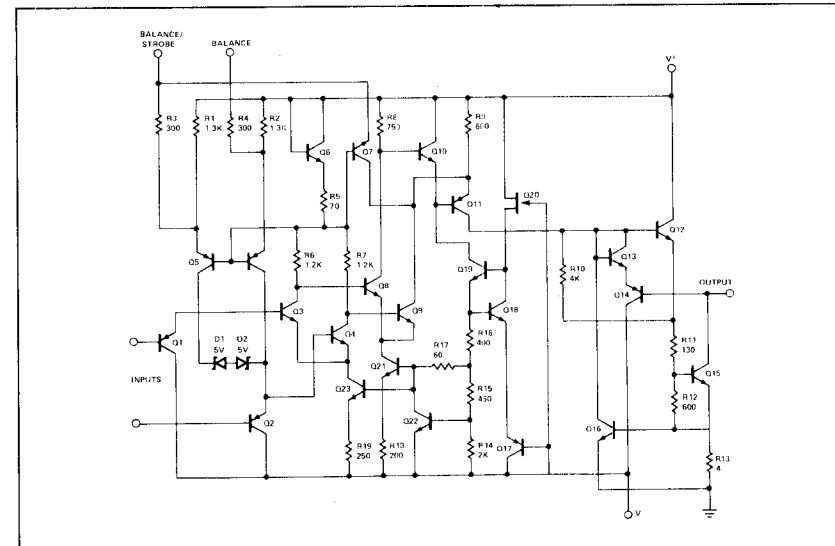 BALANCE/
STROBE
BALANCE
V+
R3
300
R1
1.3K
R4
300
R2
1.3K
Q6
Q7
R8
750
Q10
R9
600
R5
70
Q11
Q20
Q12
Q5
R6
1.2K
R7
1.2K
Q8
Q19
R10
4K
Q13
Q14
OUTPUT
Q3
Q9
Q18
Q1
D1
5V
D2
5V
Q4
R17
60
R16
400
R11
130
Q15
INPUTS
Q23
Q21
R15
450
R12
600
Q2
Q22
Q16
R19
250
R13
200
R14
2K
Q17
R13
4
V